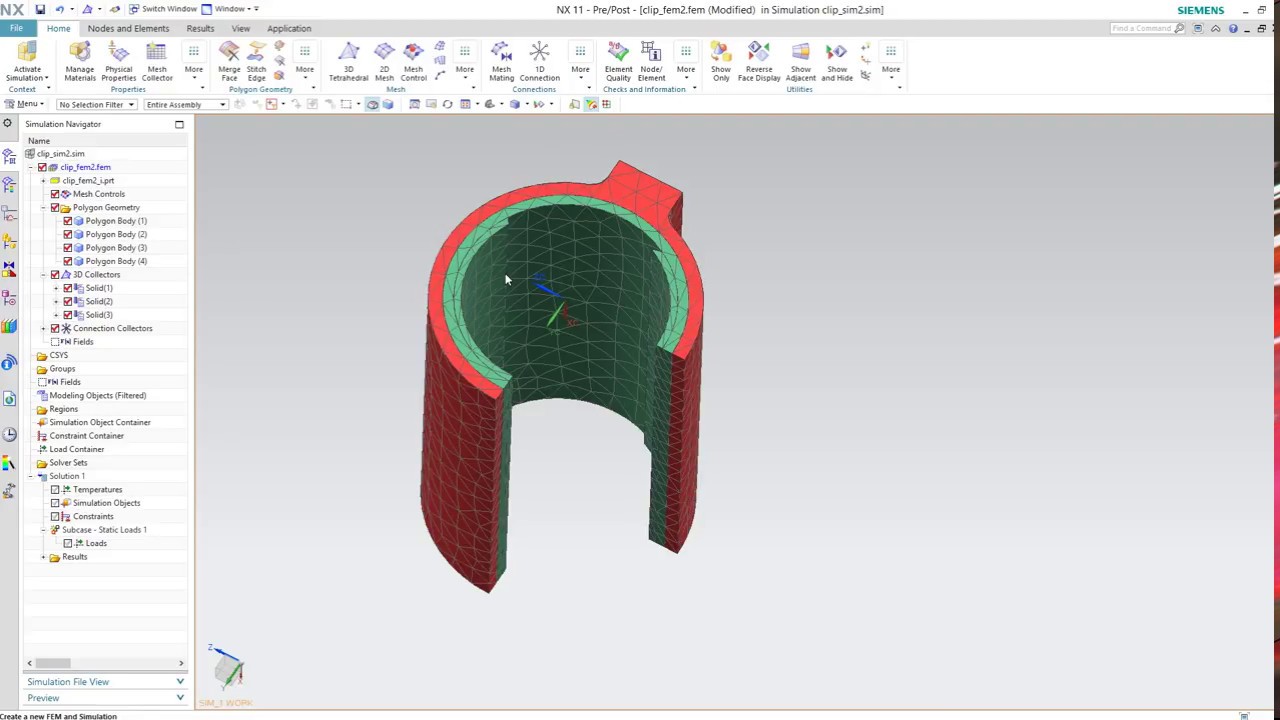 NX
Switch Window
Window
NX 11 - Pre/Post - [clip_fem2.fem (Modified) in Simulation clip_sim2.sim]
SIEMENS
File
Home
Nodes and Elements
Results
View
Application
Find a Command
Activate Simulation
Manage Materials
Physical Properties
Mesh Collector
More
Merge Face
Stitch Edge
More
3D Tetrahedral
2D Mesh
Mesh Control
More
Mesh Mating
1D Connection
More
Element Quality
Node/ Element
More
Show Only
Reverse Face Display
Show Adjacent
Show and Hide
More
Context
Properties
Polygon Geometry
Mesh
Connections
Checks and Information
Utilities
Menu
No Selection Filter
Entire Assembly
Simulation Navigator
Name
clip_sim2.sim
clip_fem2.fem
clip_fem2_i.prt
Mesh Controls
Polygon Geometry
Polygon Body (1)
Polygon Body (2)
Polygon Body (3)
Polygon Body (4)
3D Collectors
Solid(1)
Solid(2)
Solid(3)
Connection Collectors
Fields
CSYS
Groups
Fields
Modeling Objects (Filtered)
Regions
Simulation Object Container
Constraint Container
Load Container
Solver Sets
Solution 1
Temperatures
Simulation Objects
Constraints
Subcase - Static Loads 1
Loads
Results
XC
Z
X
Y
Simulation File View
Preview
SIM_1 WORK
Create a new FEM and Simulation